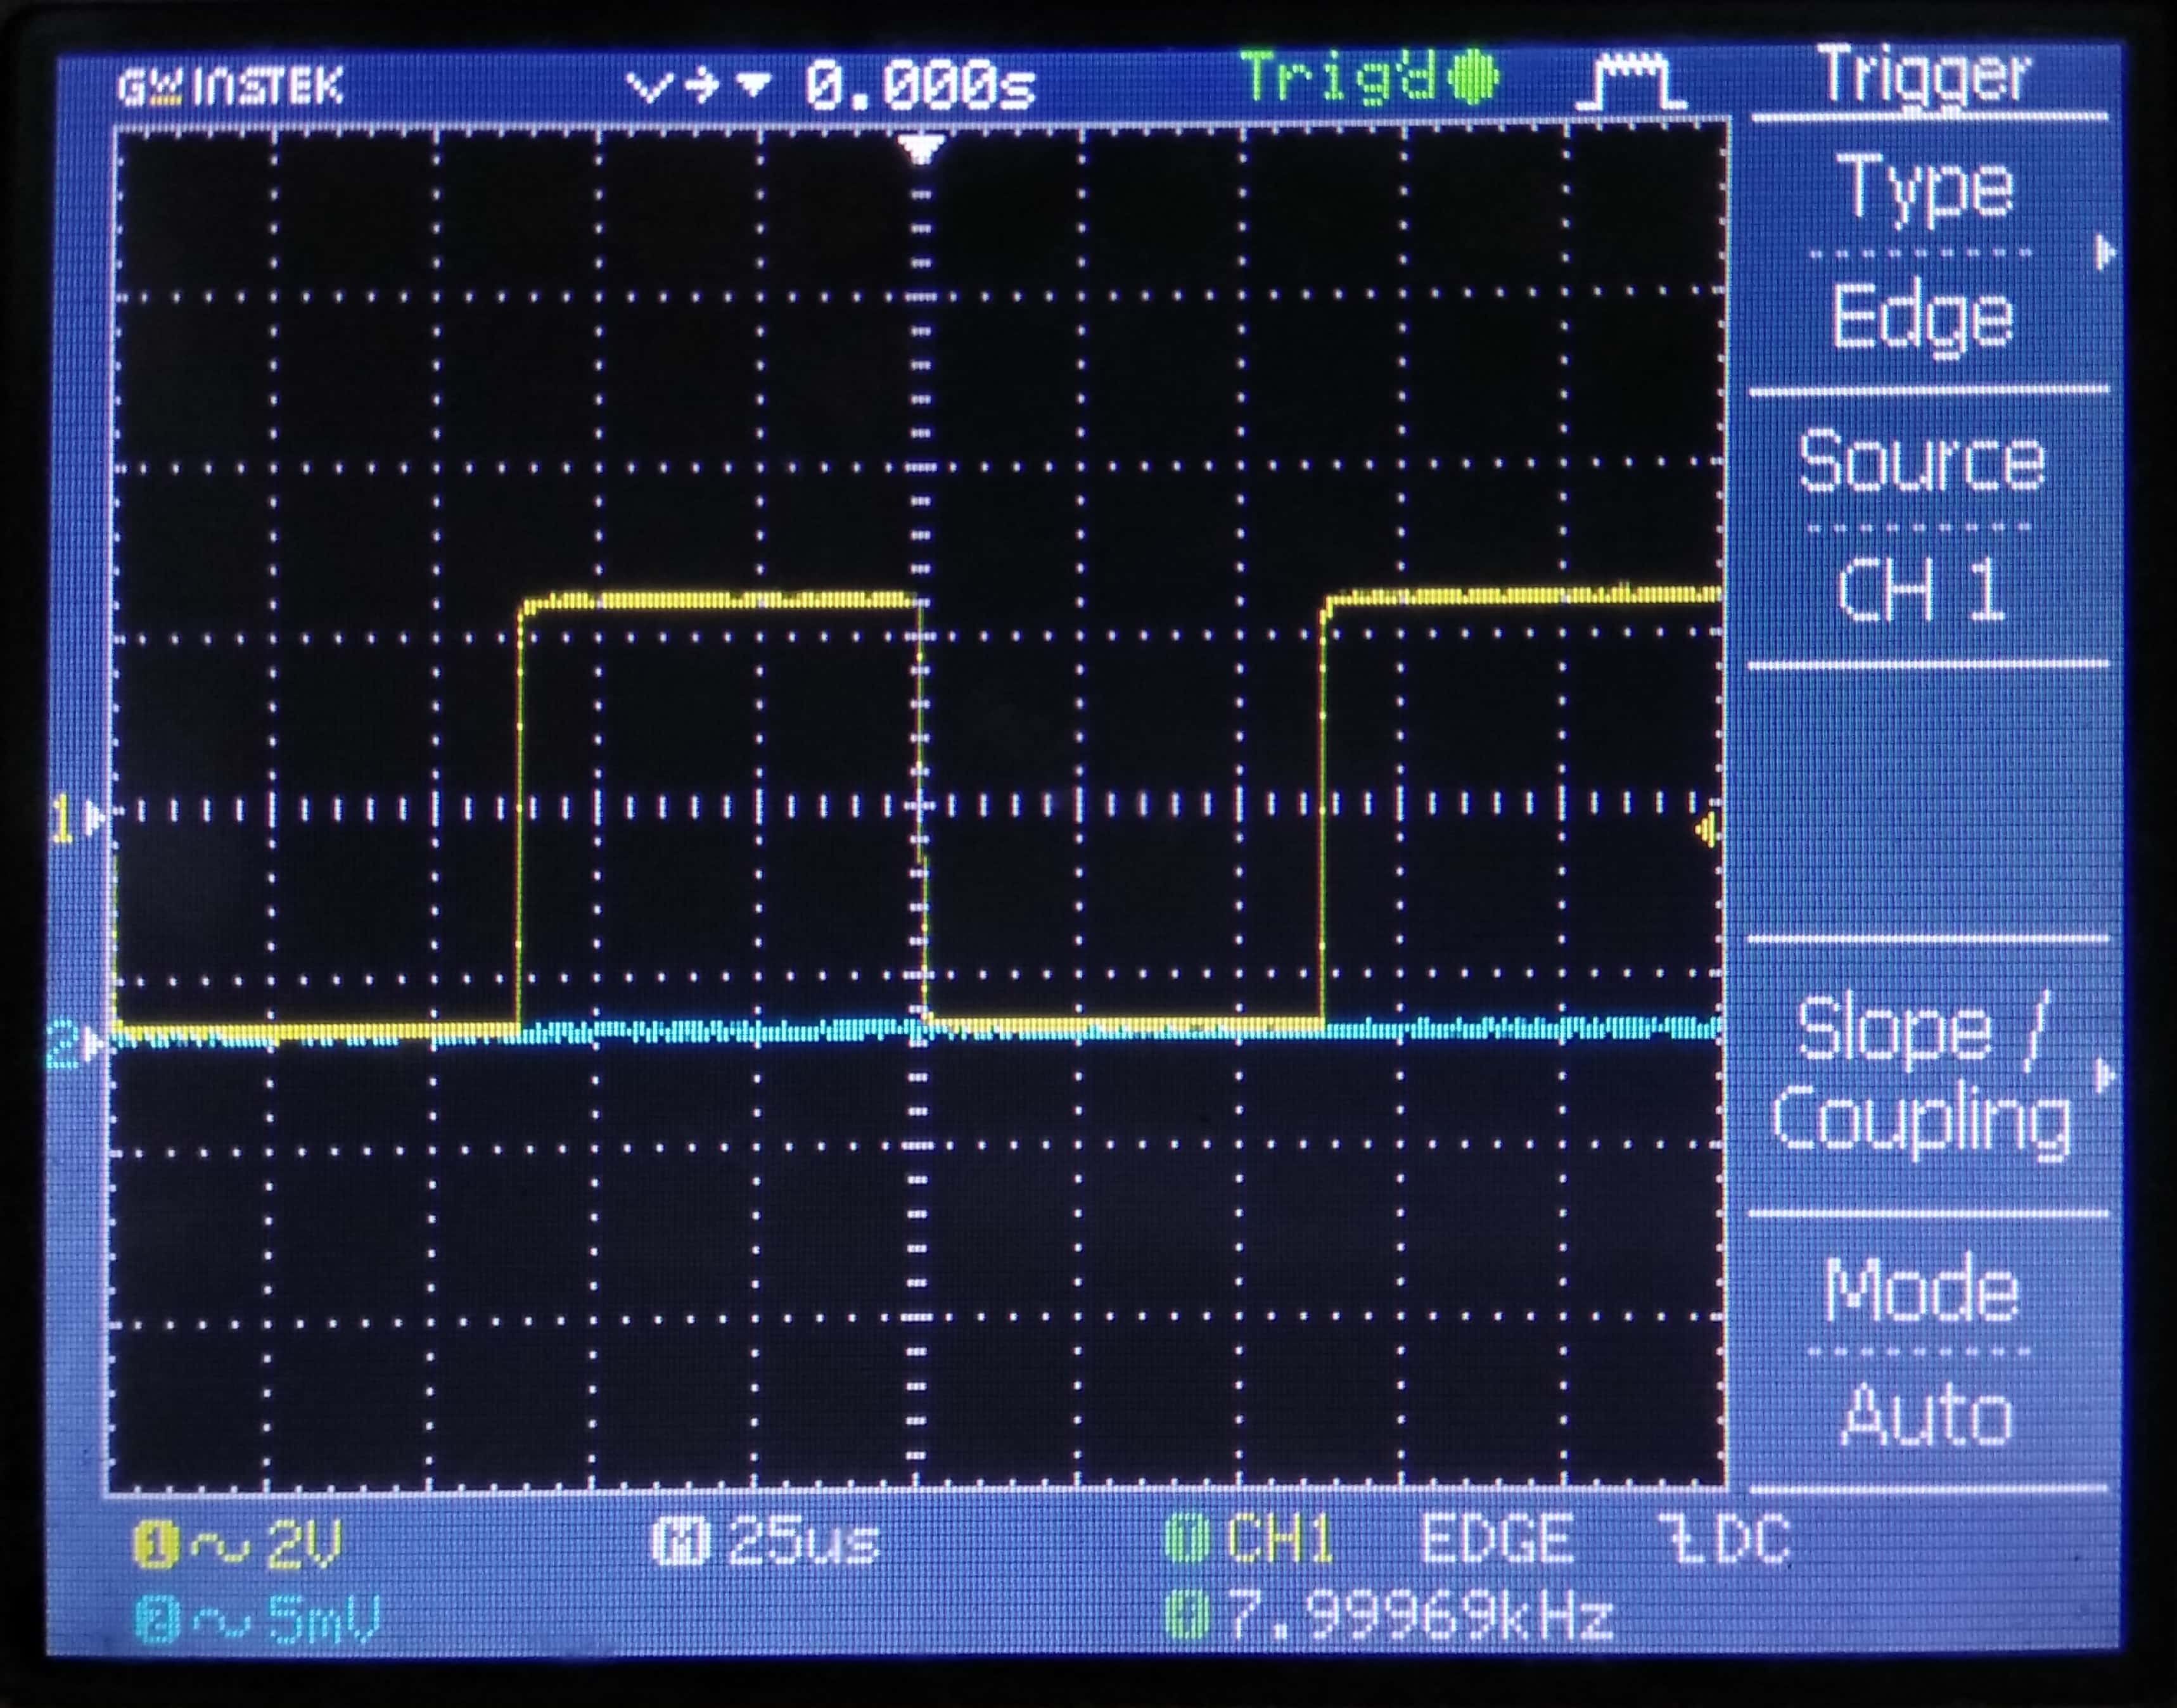 GW INSTEK 0.000s Trig'd Trigger
Type
Edge
Source
CH 1
1
2
Slope /
Coupling
Mode
Auto
1 2V M 25us T CH1 EDGE DC
2 5mV f 7.99969kHz